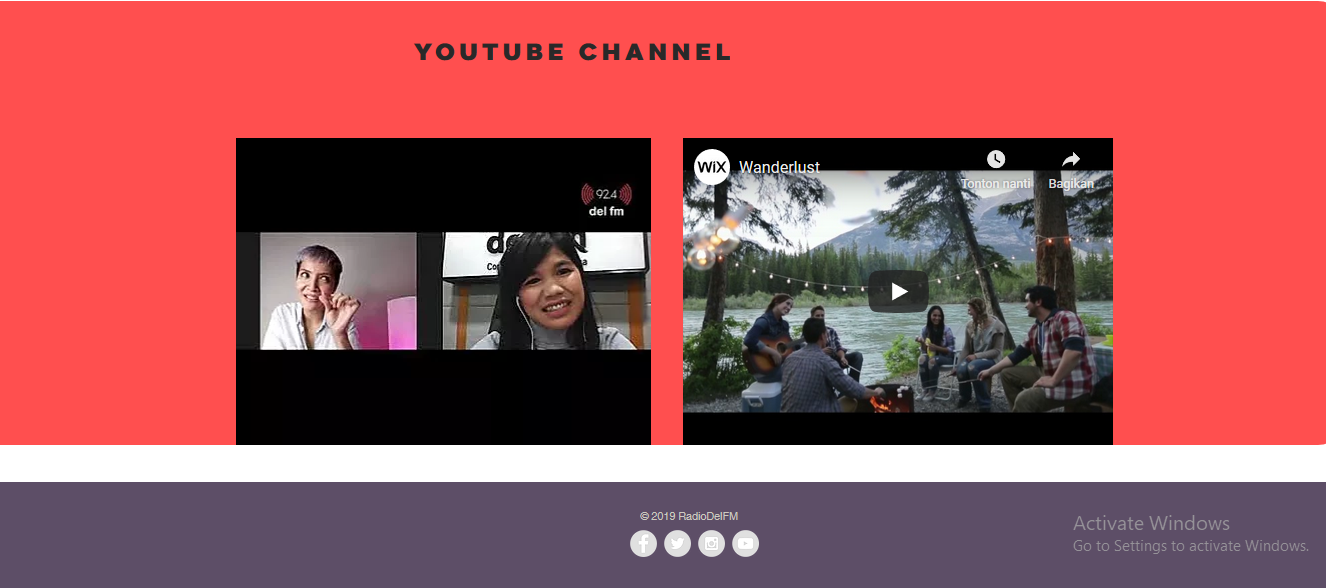 YOUTUBE CHANNEL
92.4
del fm
WiX
Wanderlust
Tonton nanti
Bagikan
© 2019 RadioDelFM
Activate Windows
Go to Settings to activate Windows.